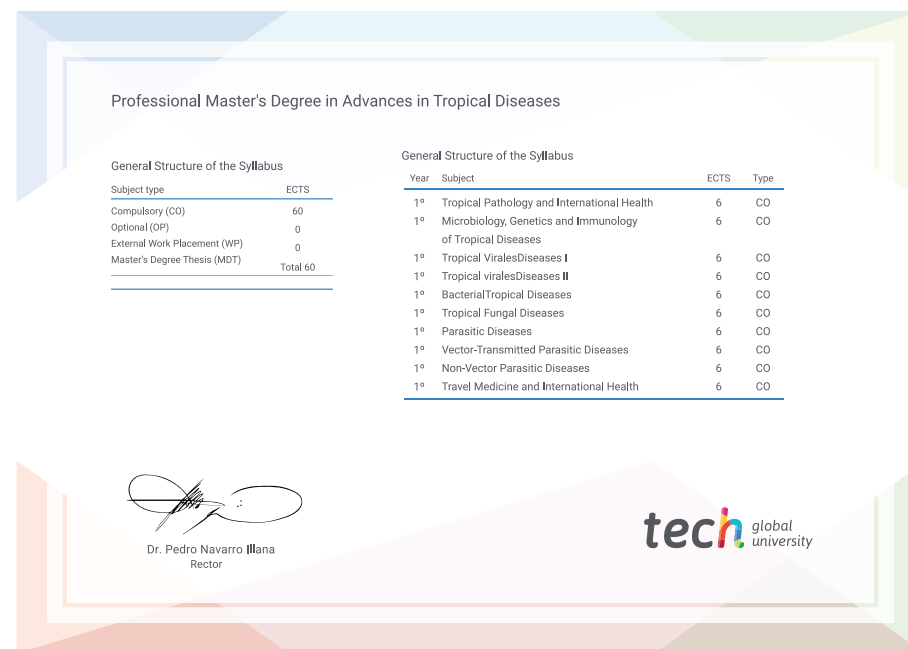 Professional Master's Degree in Advances in Tropical Diseases
General Structure of the Syllabus
Subject type ECTS
Compulsory (CO) 60
Optional (OP) 0
External Work Placement (WP) 0
Master's Degree Thesis (MDT)
Total 60
General Structure of the Syllabus
Year Subject ECTS Type
1º Tropical Pathology and International Health 6 CO
1º Microbiology, Genetics and Immunology 6 CO
of Tropical Diseases
1º Tropical ViralesDiseases I 6 CO
1º Tropical viralesDiseases II 6 CO
1º BacterialTropical Diseases 6 CO
1º Tropical Fungal Diseases 6 CO
1º Parasitic Diseases 6 CO
1º Vector-Transmitted Parasitic Diseases 6 CO
1º Non-Vector Parasitic Diseases 6 CO
1º Travel Medicine and International Health 6 CO
Dr. Pedro Navarro Illana
Rector
tech global
university